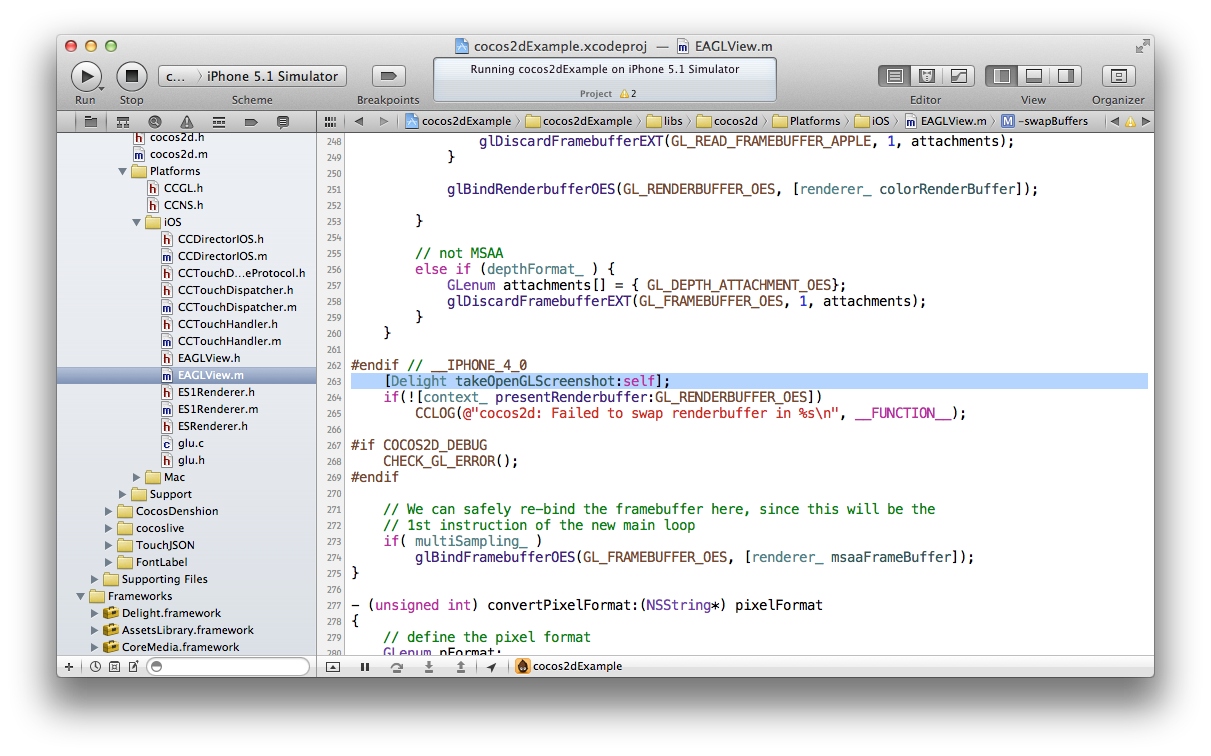 cocos2dExample.xcodeproj — EAGLView.m
c... iPhone 5.1 Simulator
Running cocos2dExample on iPhone 5.1 Simulator
Project 2
Run Stop Scheme Breakpoints Editor View Organizer
cocos2dExample cocos2dExample libs cocos2d Platforms iOS EAGLView.m M -swapBuffers
cocos2d.h
cocos2d.m
Platforms
CCGL.h
CCNS.h
iOS
CCDirectorIOS.h
CCDirectorIOS.m
CCTouchD...eProtocol.h
CCTouchDispatcher.h
CCTouchDispatcher.m
CCTouchHandler.h
CCTouchHandler.m
EAGLView.h
EAGLView.m
ES1Renderer.h
ES1Renderer.m
ESRenderer.h
glu.c
glu.h
Mac
Support
CocosDenshion
cocoslive
TouchJSON
FontLabel
Supporting Files
Frameworks
Delight.framework
AssetsLibrary.framework
CoreMedia.framework
248 glDiscardFramebufferEXT(GL_READ_FRAMEBUFFER_APPLE, 1, attachments);
249 }
250
251 glBindRenderbufferOES(GL_RENDERBUFFER_OES, [renderer_ colorRenderBuffer]);
252
253 }
254
255 // not MSAA
256 else if (depthFormat_ ) {
257 GLenum attachments[] = { GL_DEPTH_ATTACHMENT_OES};
258 glDiscardFramebufferEXT(GL_FRAMEBUFFER_OES, 1, attachments);
259 }
260 }
261
262 #endif // __IPHONE_4_0
263 [Delight takeOpenGLScreenshot:self];
264 if(![context_ presentRenderbuffer:GL_RENDERBUFFER_OES])
265 CCLOG(@"cocos2d: Failed to swap renderbuffer in %s\n", __FUNCTION__);
266
267 #if COCOS2D_DEBUG
268 CHECK_GL_ERROR();
269 #endif
270
271 // We can safely re-bind the framebuffer here, since this will be the
272 // 1st instruction of the new main loop
273 if( multiSampling_ )
274 glBindFramebufferOES(GL_FRAMEBUFFER_OES, [renderer_ msaaFrameBuffer]);
275 }
276
277 - (unsigned int) convertPixelFormat:(NSString*) pixelFormat
278 {
279 // define the pixel format
280 GLenum pFormat;
cocos2dExample